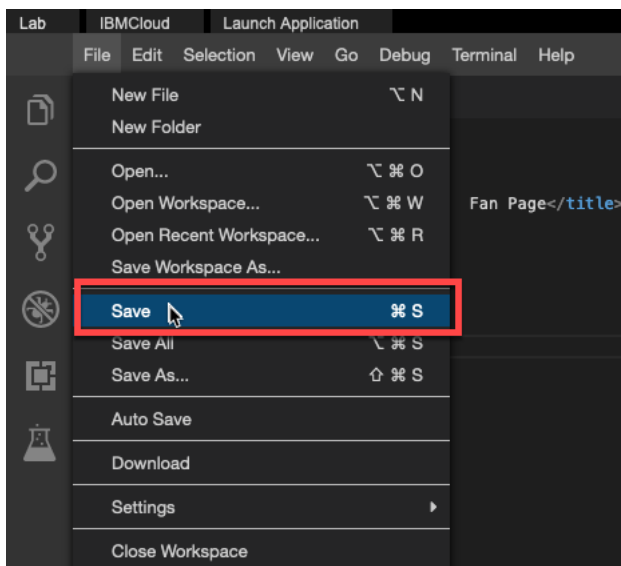 Lab IBMCloud Launch Application
File Edit Selection View Go Debug Terminal Help
New File ⌥ N
New Folder
Open... ⌥ ⌘ O
Open Workspace... ⌥ ⌘ W
Fan Page</title>
Open Recent Workspace... ⌥ ⌘ R
Save Workspace As...
Save ⌘ S
Save All ⌥ ⌘ S
Save As... ⇧ ⌘ S
Auto Save
Download
Settings
Close Workspace